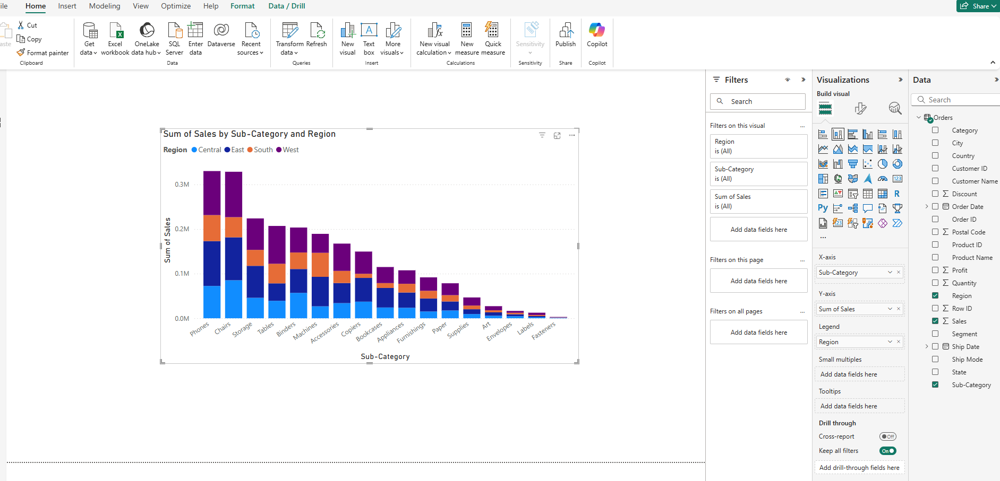 ile Home Insert Modeling View Optimize Help Format Data / Drill Share
aste
Cut
Copy
Format painter
Clipboard
Get data
Excel workbook
OneLake data hub
SQL Server
Enter data
Dataverse
Recent sources
Data
Transform data
Refresh
Queries
New visual
Text box
More visuals
Insert
New visual calculation
New measure
Quick measure
Calculations
Sensitivity
Sensitivity
Publish
Share
Copilot
Copilot
Sum of Sales by Sub-Category and Region
Region Central East South West
Sum of Sales
0.3M
0.2M
0.1M
0.0M
Phones Chairs Storage Tables Binders Machines Accessories Copiers Bookcases Appliances Furnishings Paper Supplies Art Envelopes Labels Fasteners
Sub-Category
Filters
Search
Filters on this visual
Region
is (All)
Sub-Category
is (All)
Sum of Sales
is (All)
Add data fields here
Filters on this page
Add data fields here
Filters on all pages
Add data fields here
Visualizations
Build visual
123
R
Py
123
X-axis
Sub-Category
Y-axis
Sum of Sales
Legend
Region
Small multiples
Add data fields here
Tooltips
Add data fields here
Drill through
Cross-report Off
Keep all filters On
Add drill-through fields here
Data
Search
Orders
Category
City
Country
Customer ID
Customer Name
Discount
Order Date
Order ID
Postal Code
Product ID
Product Name
Profit
Quantity
Region
Row ID
Sales
Segment
Ship Date
Ship Mode
State
Sub-Category